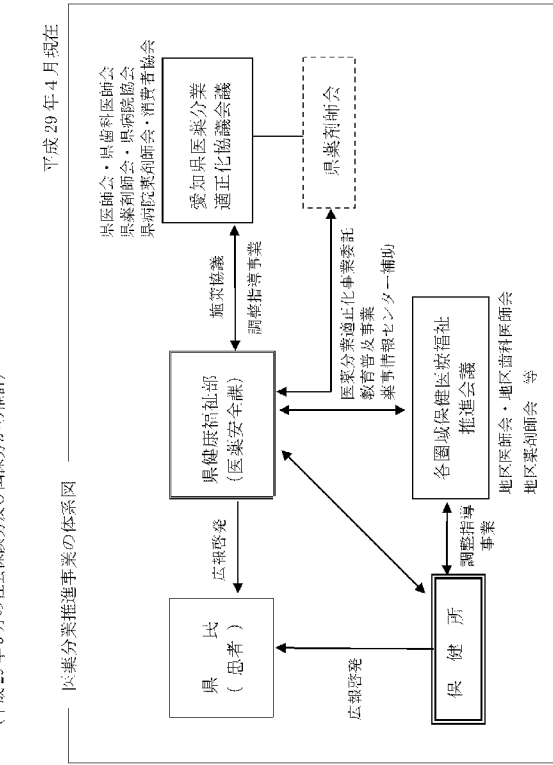 医薬分業推進事業の体系図
平成 29 年 4 月 現在
県医師会・県歯科医師会
県薬剤師会・県病院協会
県病院薬剤師会・消費者協会
愛知県医薬分業
適正化協議会議
県薬剤師会
施策協議
調整指導事業
県健康福祉部
(医薬安全課)
医薬分業適正化事業委託
教育普及事業
薬事情報センター補助
広報啓発
県 民
( 患者 )
各圏域保健医療福祉
推進会議
地区医師会・地区歯科医師会
地区薬剤師会 等
調整指導
事業
広報啓発
保 健 所